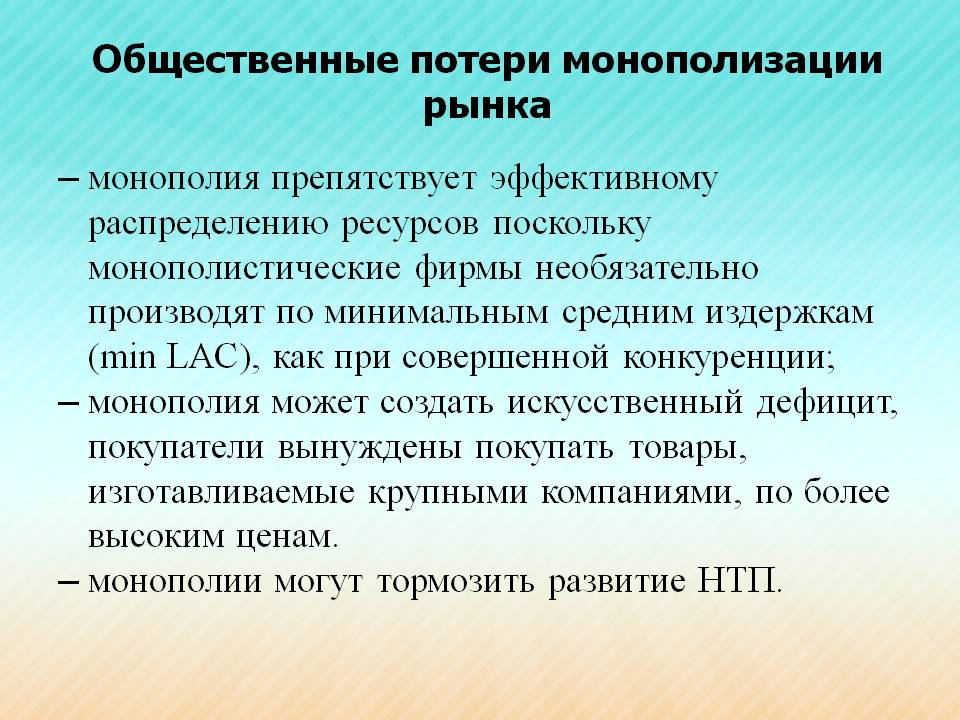 Общественные потери монополизации
рынка
– монополия препятствует эффективному
распределению ресурсов поскольку
монополистические фирмы необязательно
производят по минимальным средним издержкам
(min LAC), как при совершенной конкуренции;
– монополия может создать искусственный дефицит,
покупатели вынуждены покупать товары,
изготавливаемые крупными компаниями, по более
высоким ценам.
– монополии могут тормозить развитие НТП.